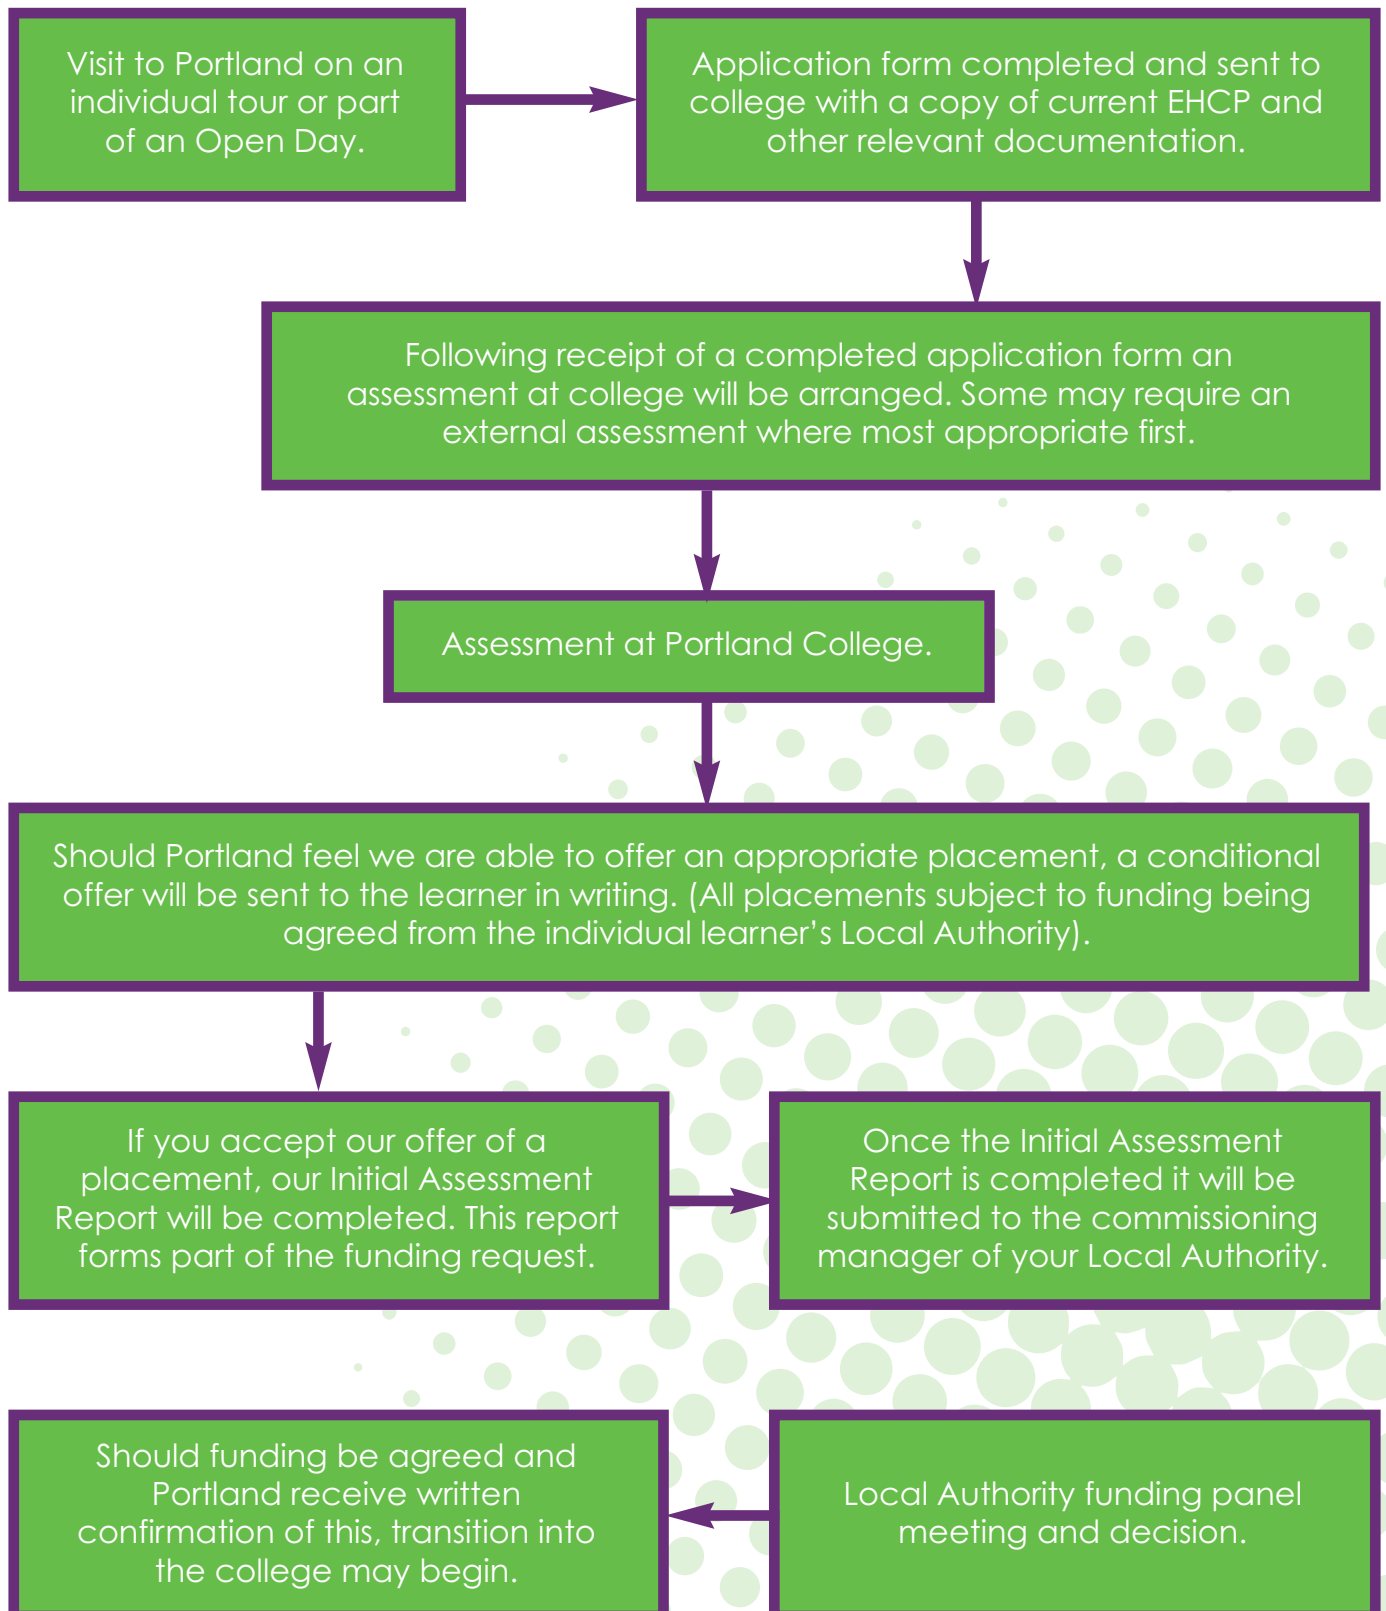 Visit to Portland on an
individual tour or part
of an Open Day.
Application form completed and sent to
college with a copy of current EHCP and
other relevant documentation.
Following receipt of a completed application form an
assessment at college will be arranged. Some may require an
external assessment where most appropriate first.
Assessment at Portland College.
Should Portland feel we are able to offer an appropriate placement, a conditional
offer will be sent to the learner in writing. (All placements subject to funding being
agreed from the individual learner’s Local Authority).
If you accept our offer of a
placement, our Initial Assessment
Report will be completed. This report
forms part of the funding request.
Once the Initial Assessment
Report is completed it will be
submitted to the commissioning
manager of your Local Authority.
Local Authority funding panel
meeting and decision.
Should funding be agreed and
Portland receive written
confirmation of this, transition into
the college may begin.